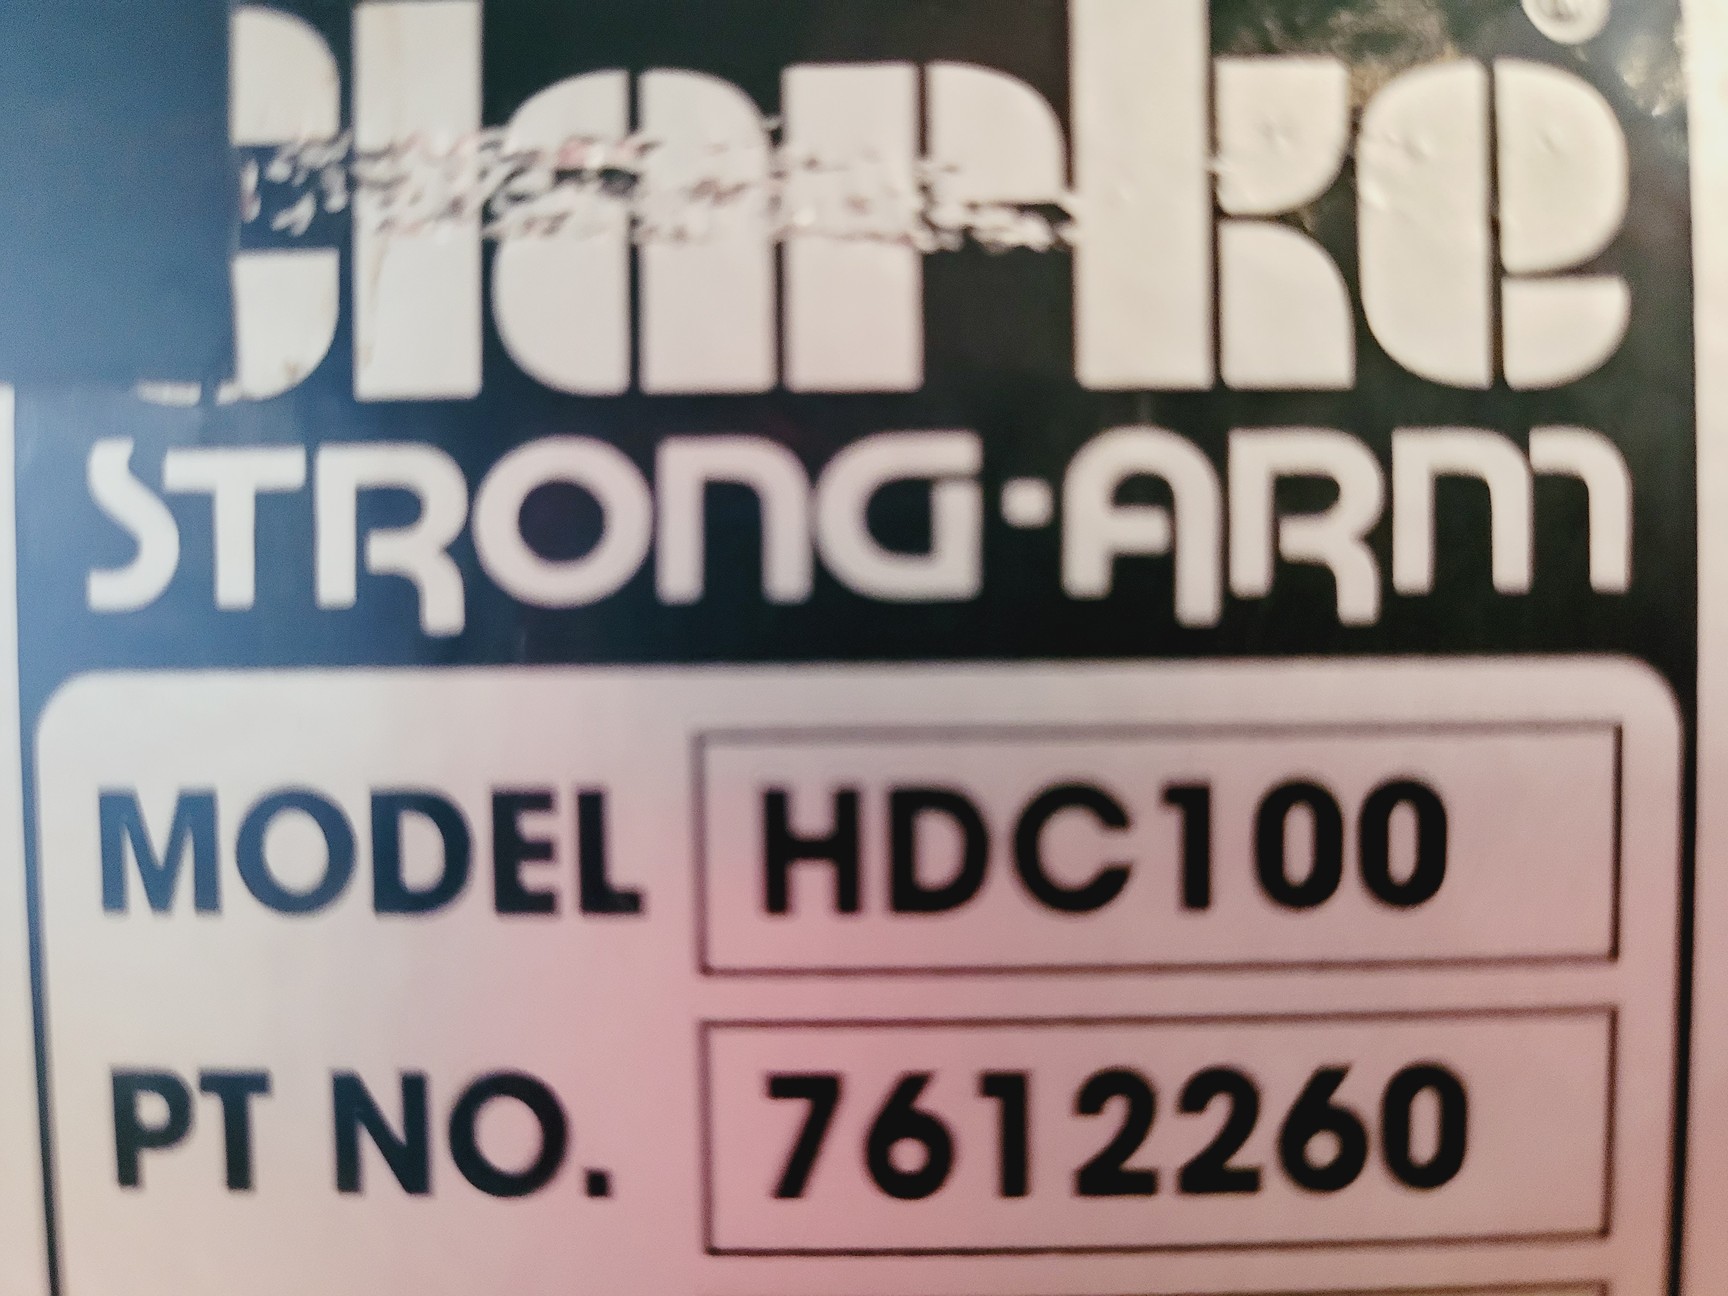 Clarke
STRONG·ARM
MODEL HDC100
PT NO. 7612260